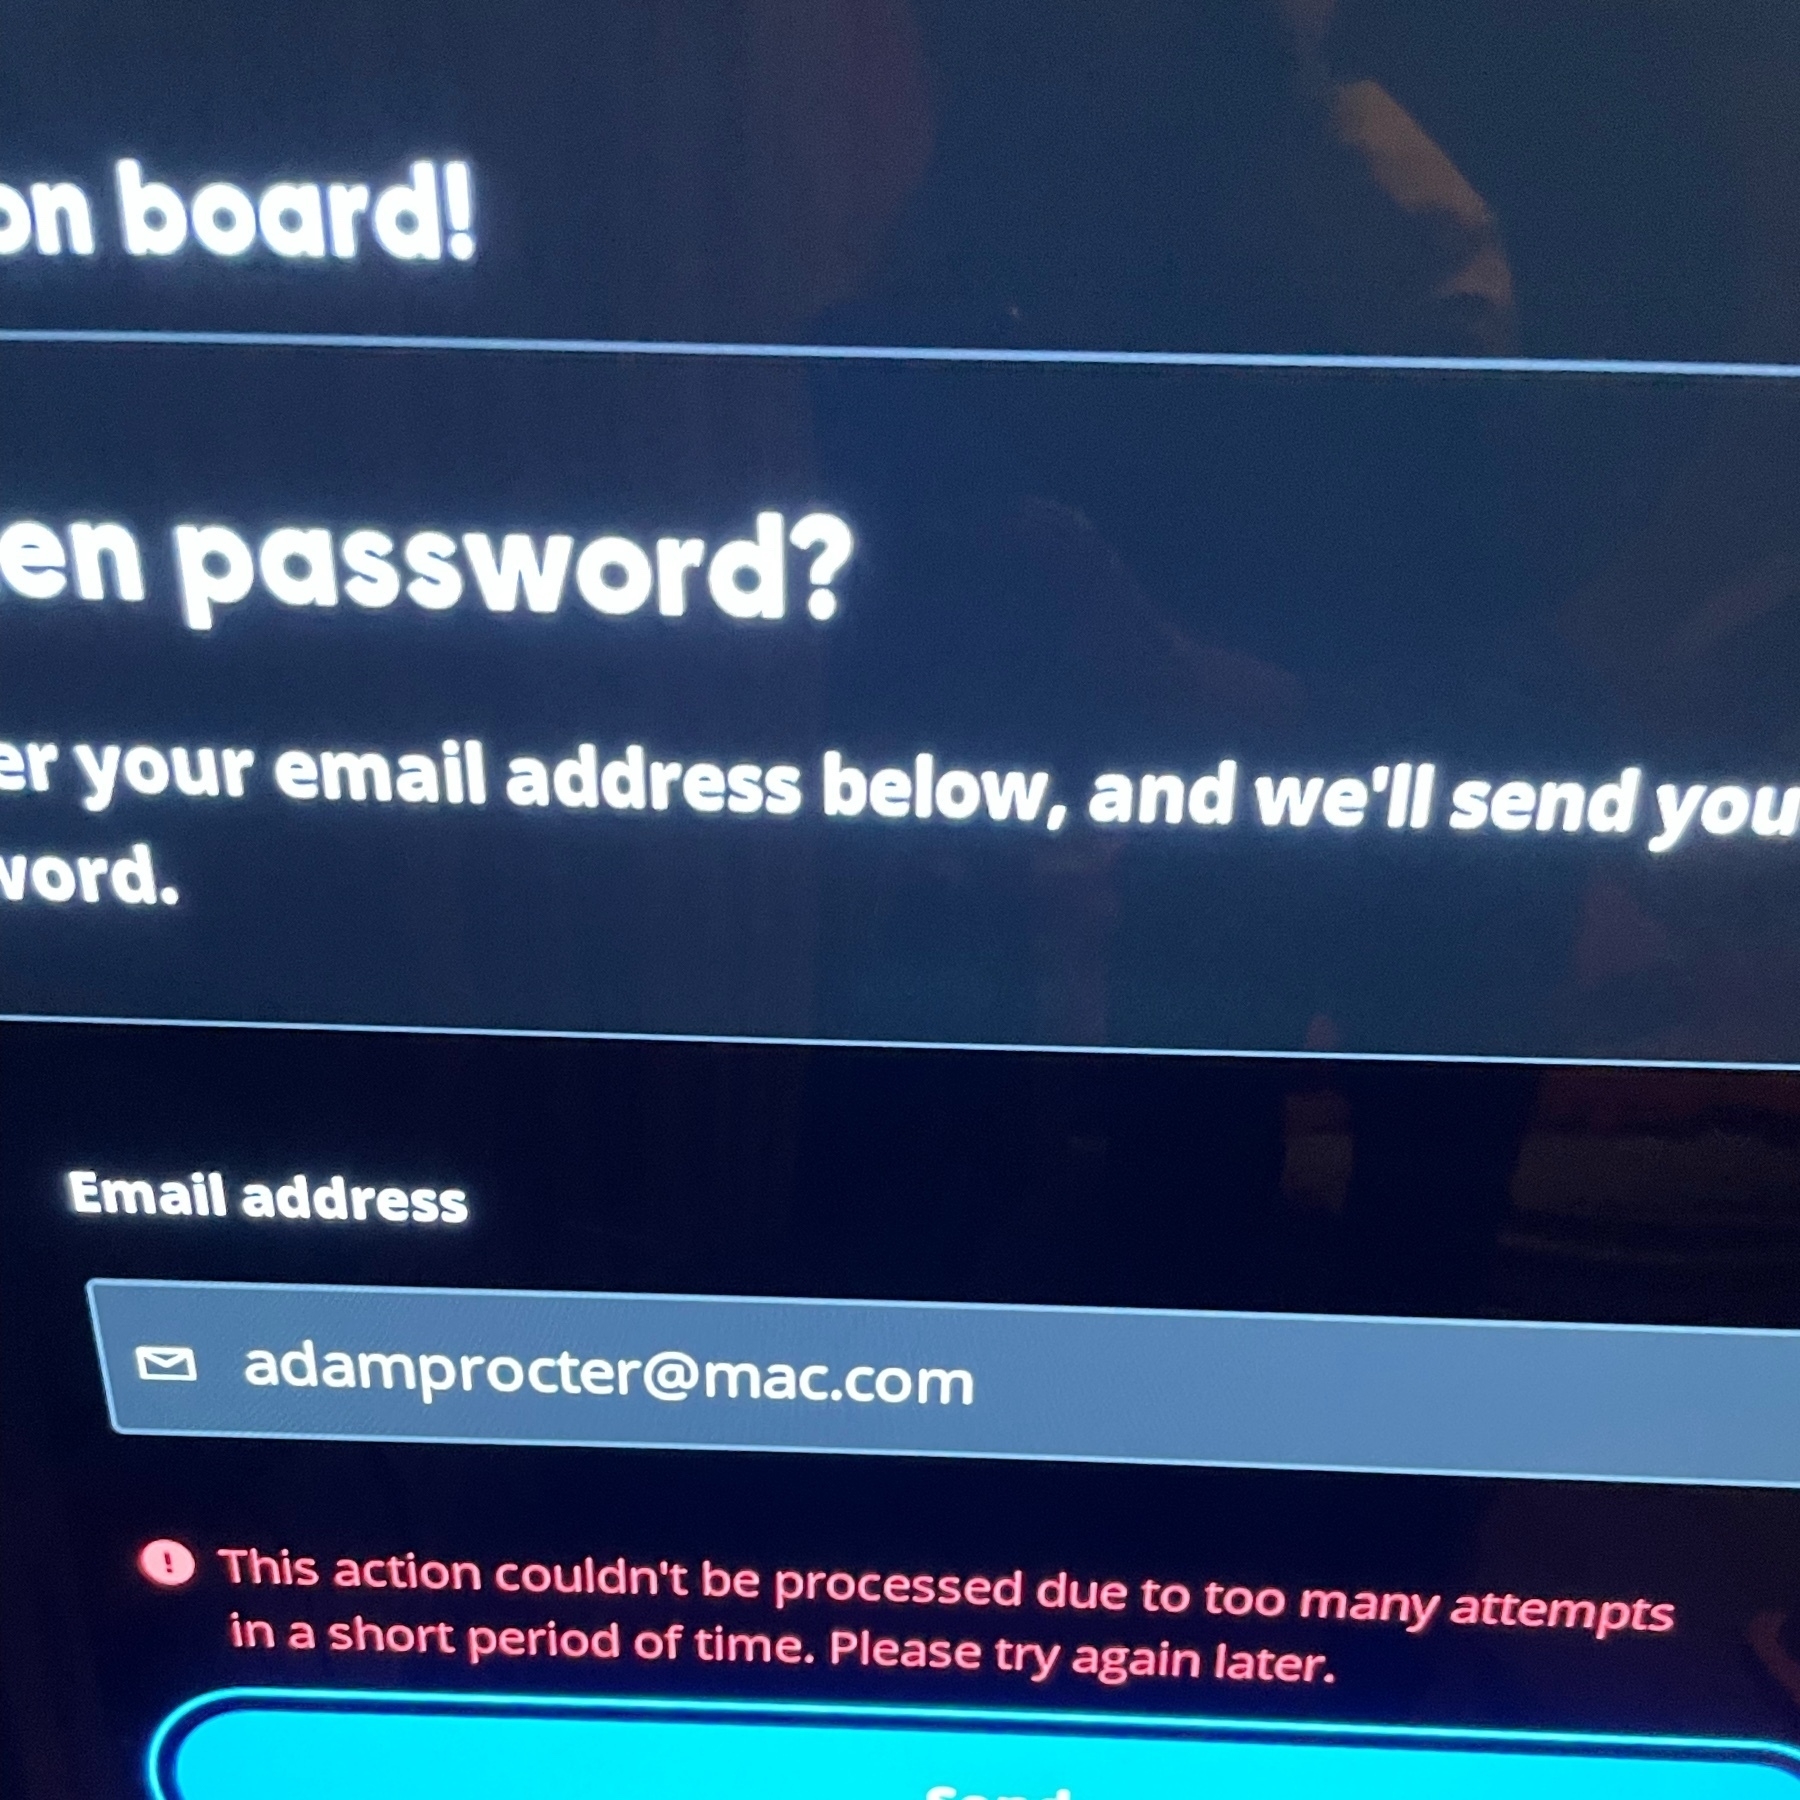 on board!
en password?
er your email address below, and we'll send you
word.
Email address
adamprocter@mac.com
This action couldn't be processed due to too many attempts
in a short period of time. Please try again later.
Send